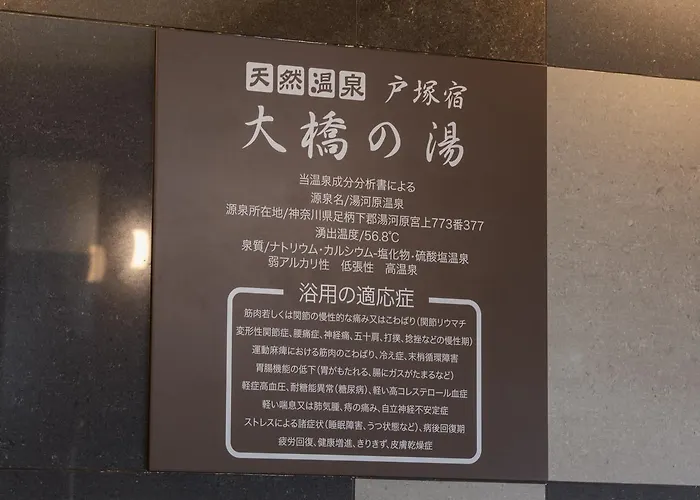 天然温泉 戸塚宿
大橋の湯
当温泉成分分析書による
源泉名/湯河原温泉
源泉所在地/神奈川県足柄下郡湯河原宮上773番377
湧出温度/56.8℃
泉質/ナトリウム・カルシウム-塩化物・硫酸塩温泉
弱アルカリ性 低張性 高温泉
浴用の適応症
筋肉若しくは関節の慢性的な痛み又はこわばり(関節リウマチ
変形性関節症、腰痛症、神経痛、五十肩、打撲、捻挫などの慢性期)
運動麻痺における筋肉のこわばり、冷え症、末梢循環障害
胃腸機能の低下(胃がもたれる、腸にガスがたまるなど)
軽症高血圧、耐糖能異常(糖尿病)、軽い高コレステロール血症
軽い喘息又は肺気腫、痔の痛み、自立神経不安定症
ストレスによる諸症状(睡眠障害、うつ状態など)、病後回復期
疲労回復、健康増進、きりきず、皮膚乾燥症